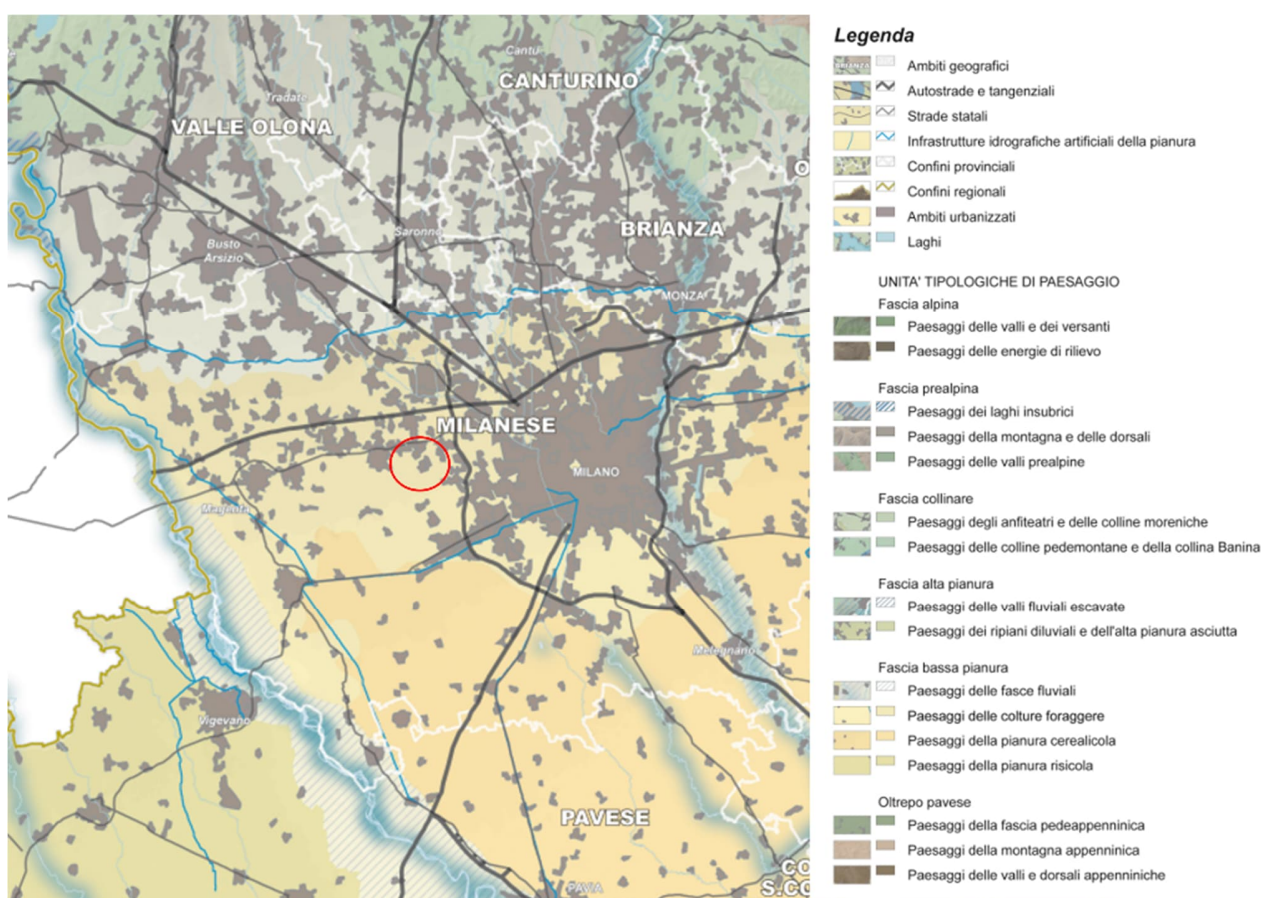 Cantù
CANTURINO
Tradate
VALLE OLONA
BRIANZA
Saronno
Busto
Arsizio
MONZA
MILANESE
MILANO
Magenta
Melegnano
Vigevano
PAVESE
PAVIA
CO
S.CO
Legenda
BRIANZA
Ambiti geografici
Autostrade e tangenziali
Strade statali
Infrastrutture idrografiche artificiali della pianura
Confini provinciali
Confini regionali
Ambiti urbanizzati
Laghi
UNITA' TIPOLOGICHE DI PAESAGGIO
Fascia alpina
Paesaggi delle valli e dei versanti
Paesaggi delle energie di rilievo
Fascia prealpina
Paesaggi dei laghi insubrici
Paesaggi della montagna e delle dorsali
Paesaggi delle valli prealpine
Fascia collinare
Paesaggi degli anfiteatri e delle colline moreniche
Paesaggi delle colline pedemontane e della collina Banina
Fascia alta pianura
Paesaggi delle valli fluviali escavate
Paesaggi dei ripiani diluviali e dell'alta pianura asciutta
Fascia bassa pianura
Paesaggi delle fasce fluviali
Paesaggi delle colture foraggere
Paesaggi della pianura cerealicola
Paesaggi della pianura risicola
Oltrepo pavese
Paesaggi della fascia pedeappenninica
Paesaggi della montagna appenninica
Paesaggi delle valli e dorsali appenniniche